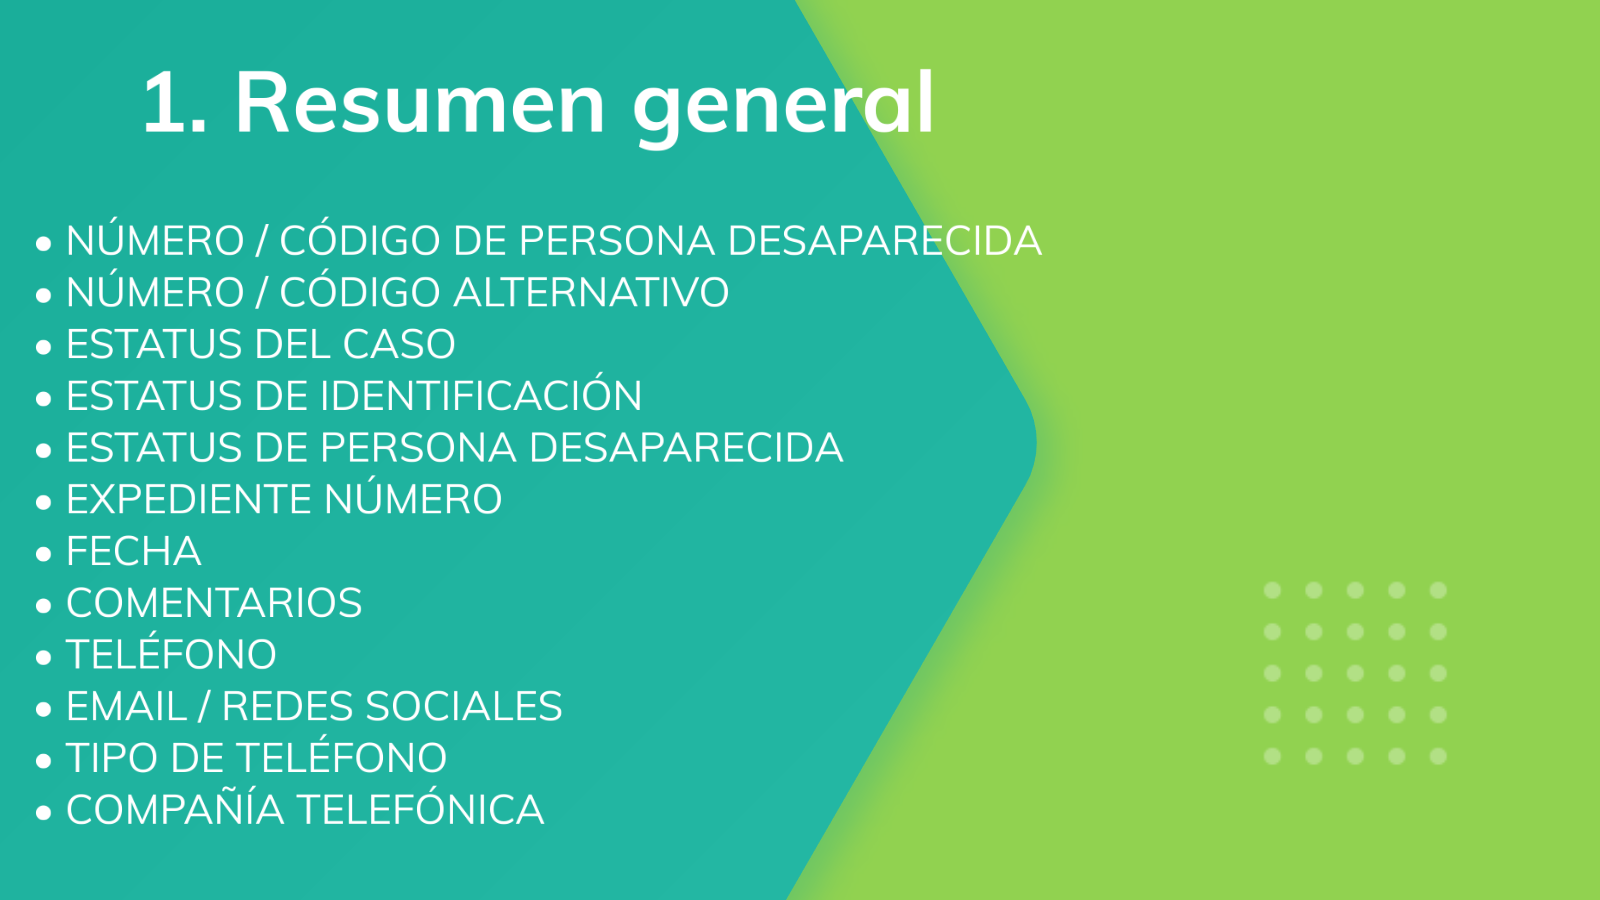 1. Resumen general
• NÚMERO / CÓDIGO DE PERSONA DESAPARECIDA
• NÚMERO / CÓDIGO ALTERNATIVO
• ESTATUS DEL CASO
• ESTATUS DE IDENTIFICACIÓN
• ESTATUS DE PERSONA DESAPARECIDA
• EXPEDIENTE NÚMERO
• FECHA
• COMENTARIOS
• TELÉFONO
• EMAIL / REDES SOCIALES
• TIPO DE TELÉFONO
• COMPAÑÍA TELEFÓNICA